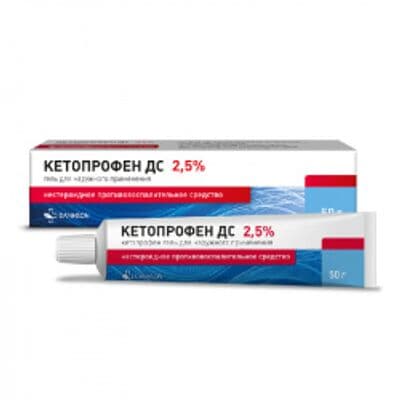 КЕТОПРОФЕН ДС 2,5%
гель для наружного применения
нестероидное противовоспалительное средство
50 г
КЕТОПРОФЕН ДС 2,5%
кетопрофен гель для наружного применения
нестероидное противовоспалительное средство
50 г